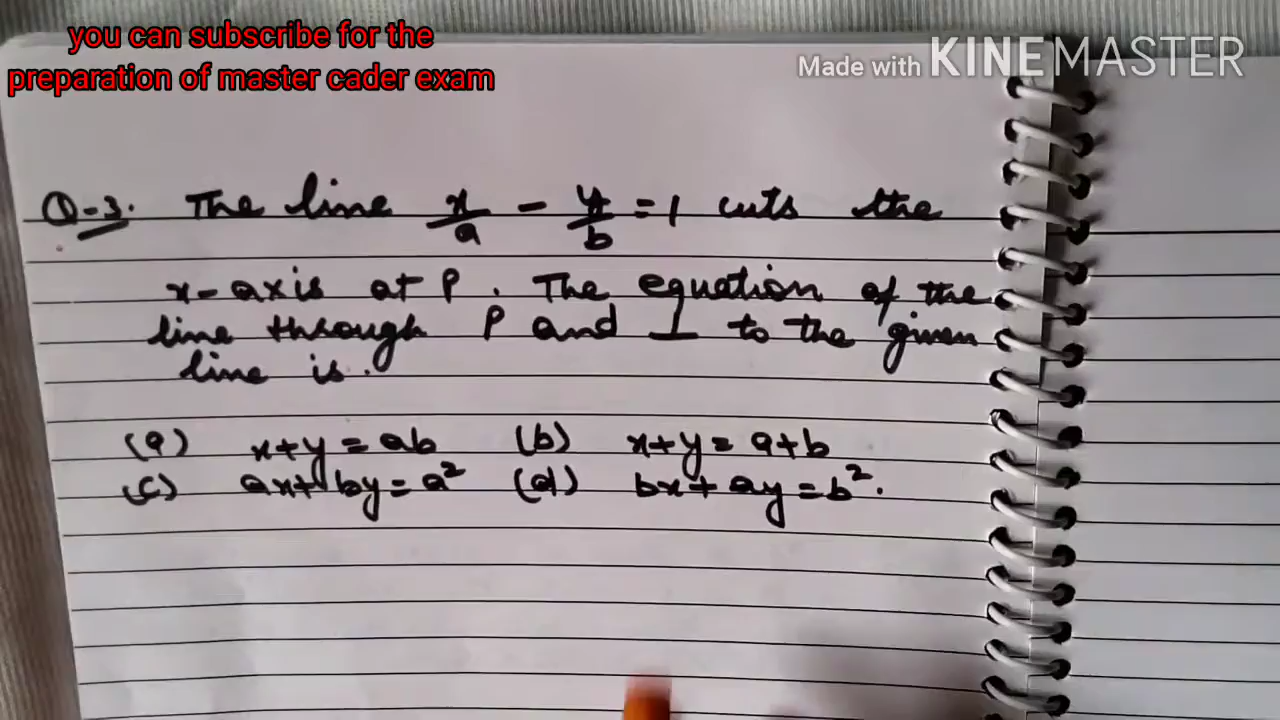 you can subscribe for the
preparation of master cader exam
Made with KINEMASTER
Q-3. The line x/a - y/b = 1 cuts the
x-axis at P. The equation of the
line through P and ⊥ to the given
line is.
(a) x+y = ab (b) x+y = a+b
(c) ax+by = a² (d) bx+ay = b².